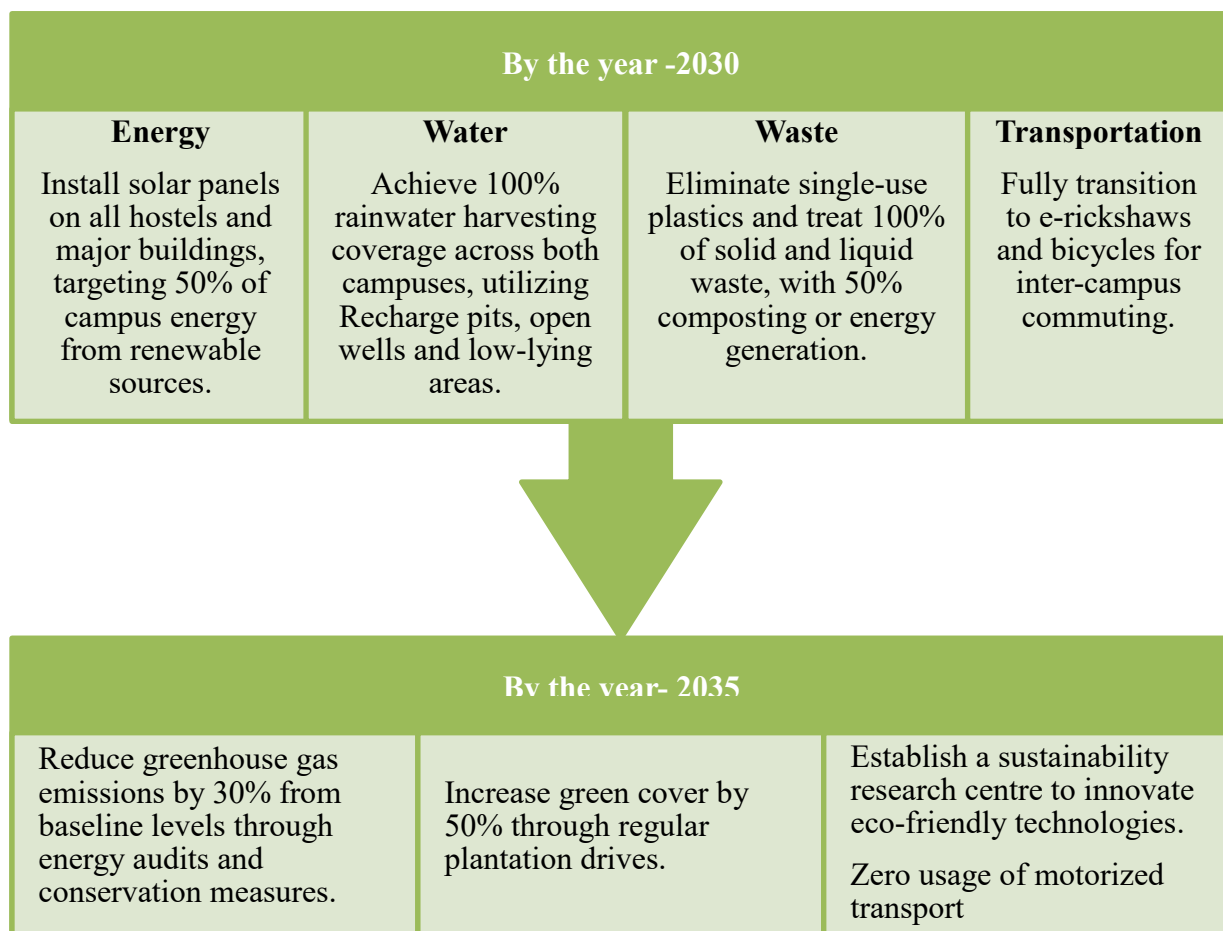 By the year -2030
Energy
Install solar panels
on all hostels and
major buildings,
targeting 50% of
campus energy
from renewable
sources.
Water
Achieve 100%
rainwater harvesting
coverage across both
campuses, utilizing
Recharge pits, open
wells and low-lying
areas.
Waste
Eliminate single-use
plastics and treat 100%
of solid and liquid
waste, with 50%
composting or energy
generation.
Transportation
Fully transition
to e-rickshaws
and bicycles for
inter-campus
commuting.
By the year- 2035
Reduce greenhouse gas
emissions by 30% from
baseline levels through
energy audits and
conservation measures.
Increase green cover by
50% through regular
plantation drives.
Establish a sustainability
research centre to innovate
eco-friendly technologies.
Zero usage of motorized
transport